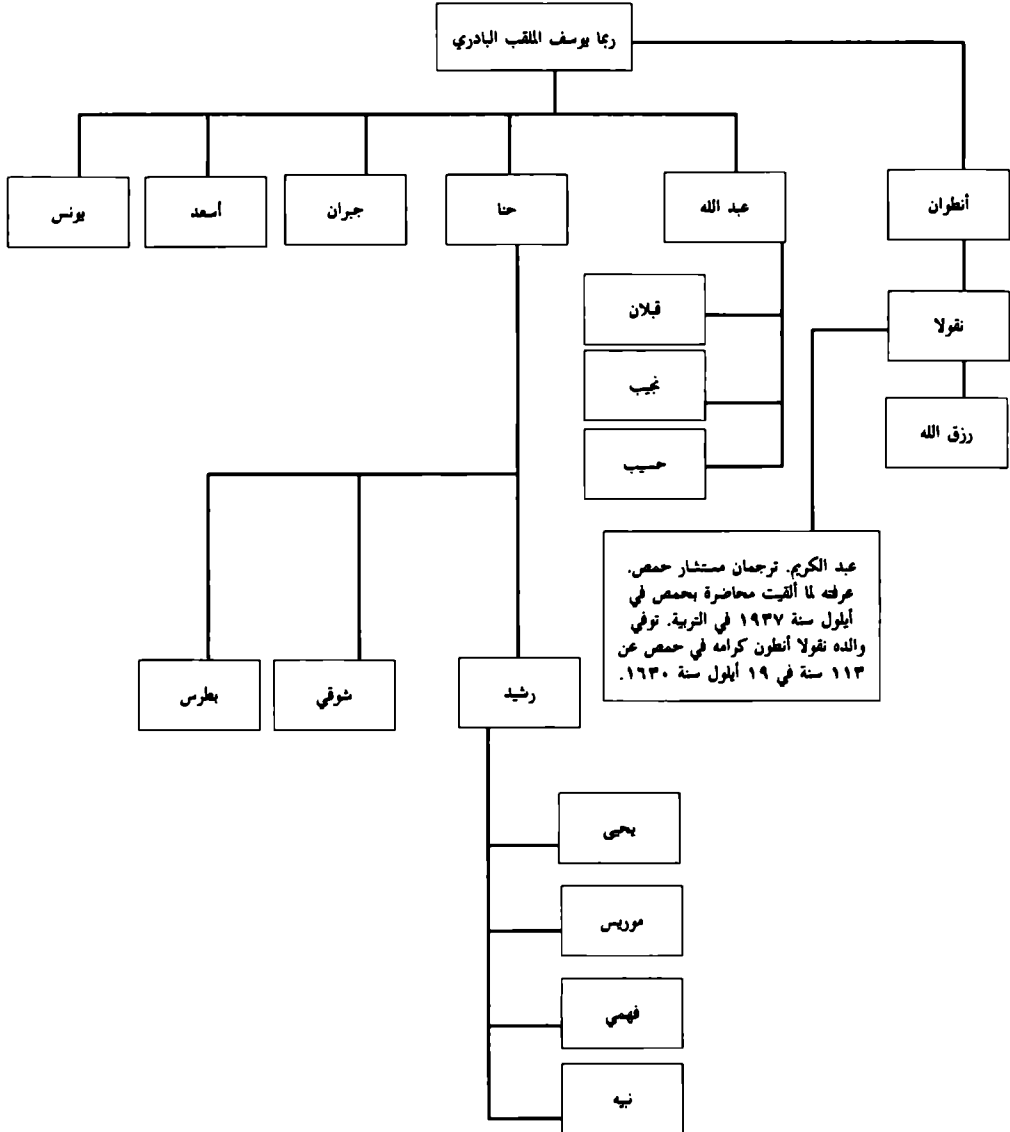 ربما يوسف الملقب البادري
أنطوان
عبد الله
حنا
جبران
أسعد
يونس
نقولا
قبلان
نجيب
رزق الله
حسيب
عبد الكريم. ترجمان مستشار حمص.
عرفته لما ألقيت محاضرة بحمص في
أيلول سنة ١٩٣٧ في التربية. توفي
والده نقولا أنطون كرامه في حمص عن
١١٣ سنة في ١٩ أيلول سنة ١٦٣٠.
رشيد
شوقي
بطرس
يحيى
موريس
فهمي
نبيه